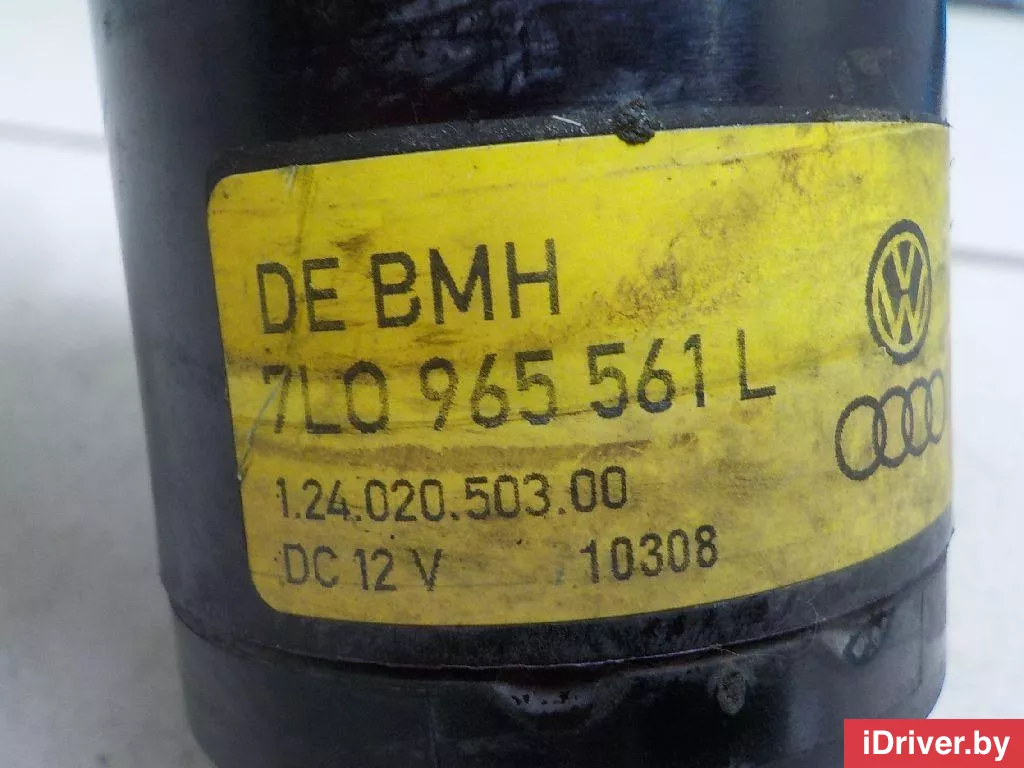 DE BMH
7L0 965 561 L
1.24.020.503.00
DC 12 V 10308
iDriver.by